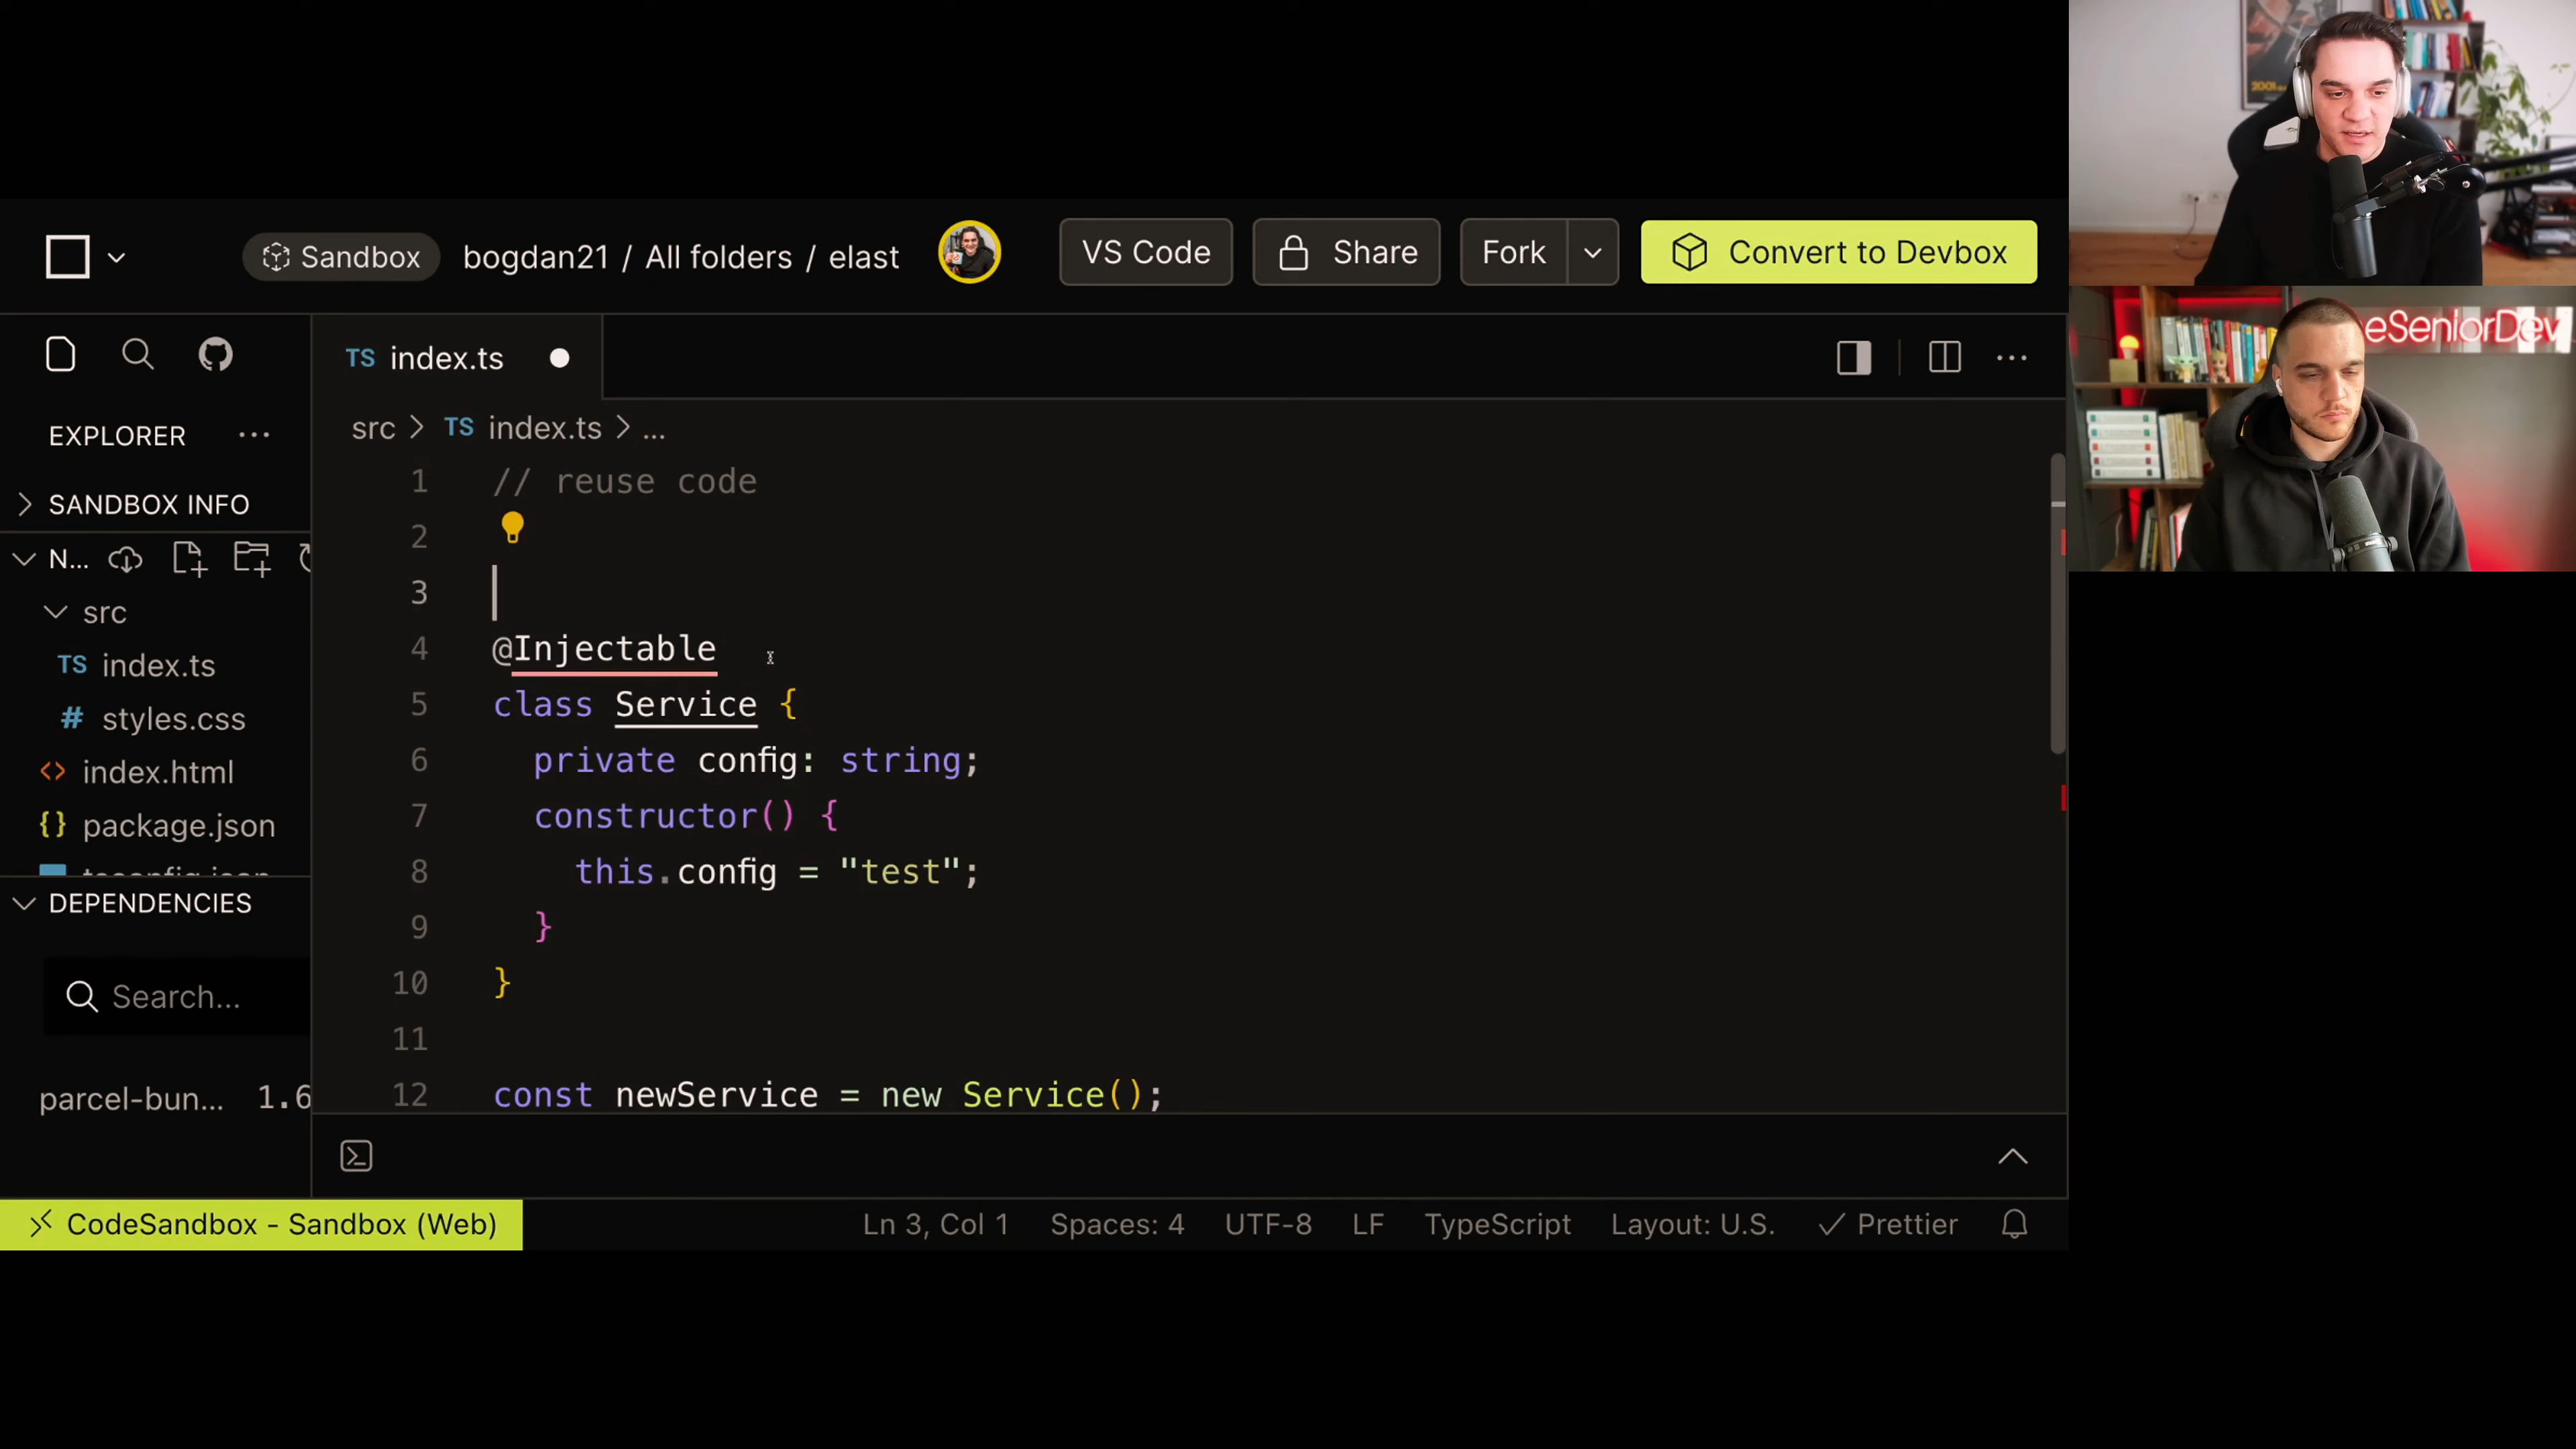 Sandbox
bogdan21 / All folders / elast
VS Code
Share
Fork
Convert to Devbox
TS index.ts
EXPLORER
src > TS index.ts > ...
SANDBOX INFO
N...
src
TS index.ts
# styles.css
<> index.html
{} package.json
tsconfig.json
DEPENDENCIES
Search...
parcel-bun... 1.6
1 // reuse code
2
3
4 @Injectable
5 class Service {
6 private config: string;
7 constructor() {
8 this.config = "test";
9 }
10 }
11
12 const newService = new Service();
CodeSandbox - Sandbox (Web)
Ln 3, Col 1
Spaces: 4
UTF-8
LF
TypeScript
Layout: U.S.
Prettier
2001
eSeniorDev